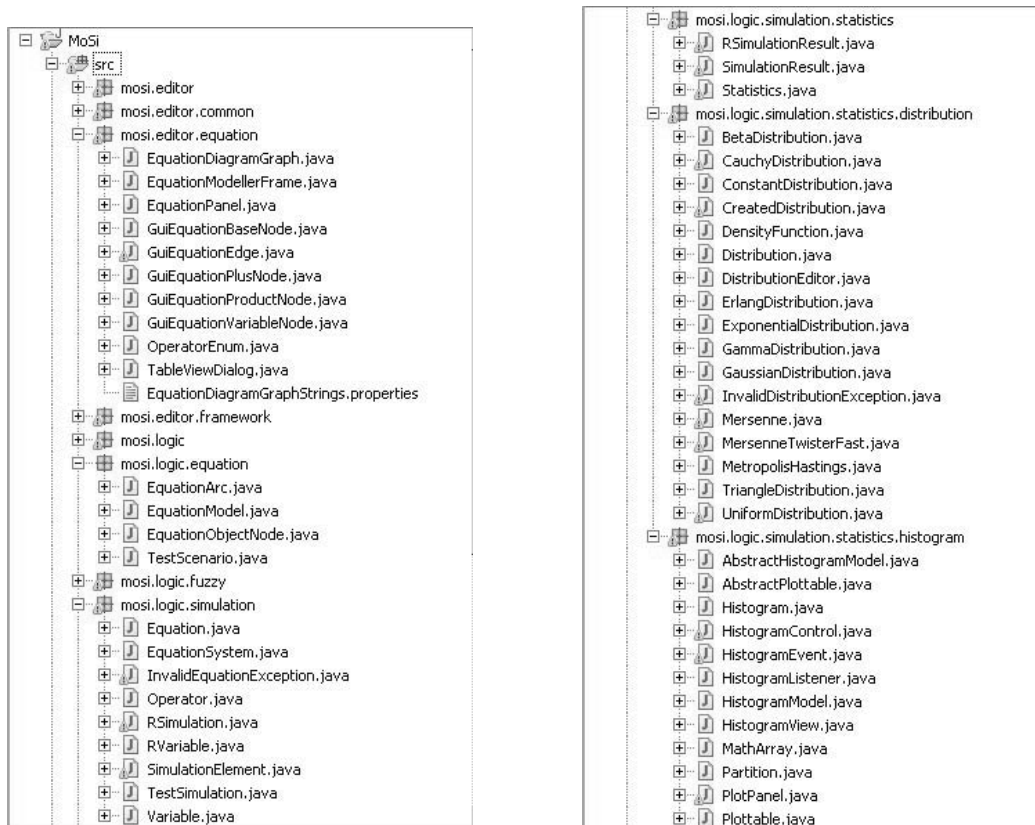 MoSi
src
mosi.editor
mosi.editor.common
mosi.editor.equation
EquationDiagramGraph.java
EquationModellerFrame.java
EquationPanel.java
GuiEquationBaseNode.java
GuiEquationEdge.java
GuiEquationPlusNode.java
GuiEquationProductNode.java
GuiEquationVariableNode.java
OperatorEnum.java
TableViewDialog.java
EquationDiagramGraphStrings.properties
mosi.editor.framework
mosi.logic
mosi.logic.equation
EquationArc.java
EquationModel.java
EquationObjectNode.java
TestScenario.java
mosi.logic.fuzzy
mosi.logic.simulation
Equation.java
EquationSystem.java
InvalidEquationException.java
Operator.java
RSimulation.java
RVariable.java
SimulationElement.java
TestSimulation.java
Variable.java
mosi.logic.simulation.statistics
RSimulationResult.java
SimulationResult.java
Statistics.java
mosi.logic.simulation.statistics.distribution
BetaDistribution.java
CauchyDistribution.java
ConstantDistribution.java
CreatedDistribution.java
DensityFunction.java
Distribution.java
DistributionEditor.java
ErlangDistribution.java
ExponentialDistribution.java
GammaDistribution.java
GaussianDistribution.java
InvalidDistributionException.java
Mersenne.java
MersenneTwisterFast.java
MetropolisHastings.java
TriangleDistribution.java
UniformDistribution.java
mosi.logic.simulation.statistics.histogram
AbstractHistogramModel.java
AbstractPlottable.java
Histogram.java
HistogramControl.java
HistogramEvent.java
HistogramListener.java
HistogramModel.java
HistogramView.java
MathArray.java
Partition.java
PlotPanel.java
Plottable.java